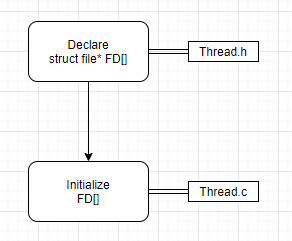 Declare
struct file* FD[]
Thread.h
Initialize
FD[]
Thread.c